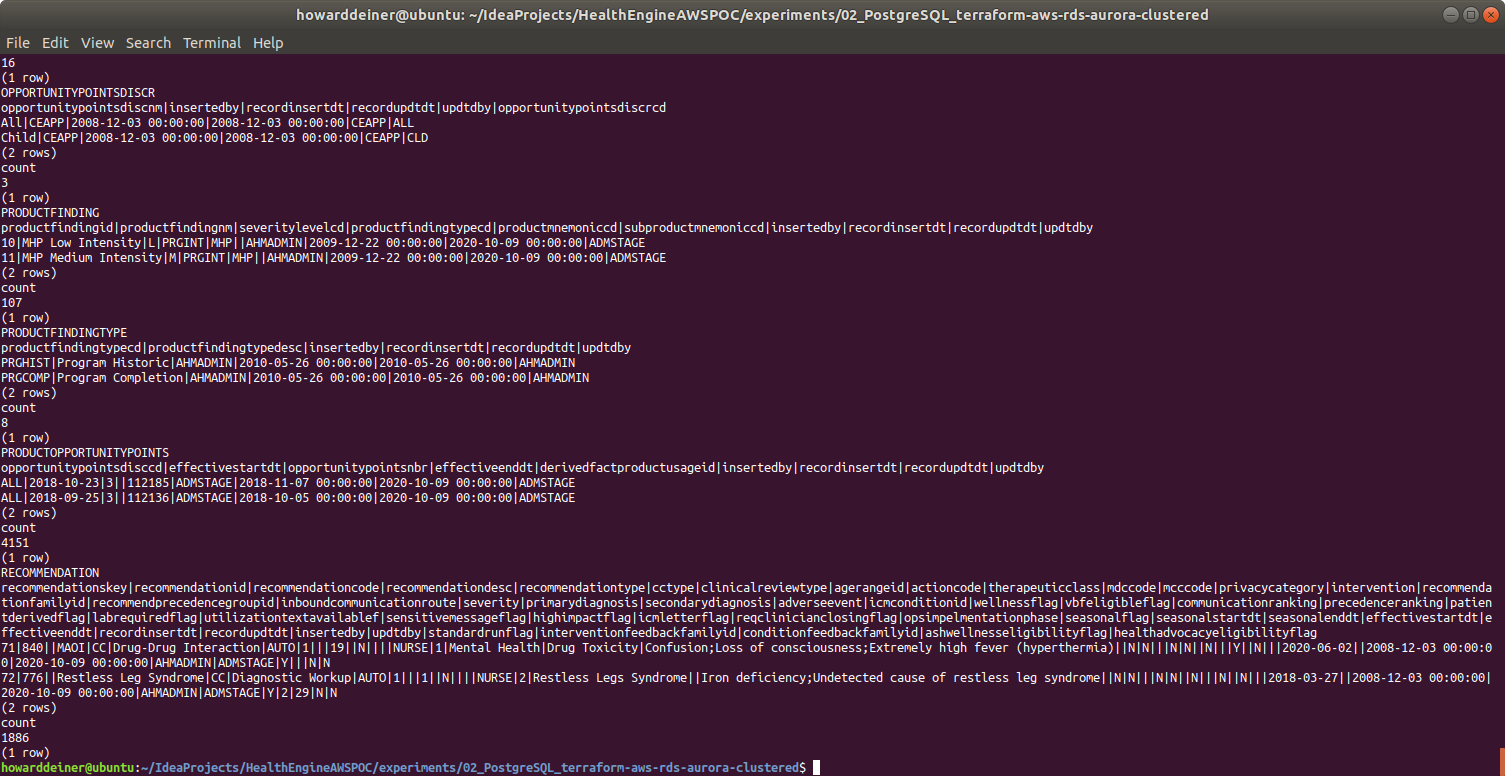 howarddeiner@ubuntu: ~/IdeaProjects/HealthEngineAWSPOC/experiments/02_PostgreSQL_terraform-aws-rds-aurora-clustered
File Edit View Search Terminal Help
16
(1 row)
OPPORTUNITYPOINTSDISCR
opportunitypointsdiscnm|insertedby|recordinsertdt|recordupdtdt|updtdby|opportunitypointsdiscrcd
All|CEAPP|2008-12-03 00:00:00|2008-12-03 00:00:00|CEAPP|ALL
Child|CEAPP|2008-12-03 00:00:00|2008-12-03 00:00:00|CEAPP|CLD
(2 rows)
count
3
(1 row)
PRODUCTFINDING
productfindingid|productfindingnm|severitylevelcd|productfindingtypecd|productmnemoniccd|subproductmnemoniccd|insertedby|recordinsertdt|recordupdtdt|updtdby
10|MHP Low Intensity|L|PRGINT|MHP||AHMADMIN|2009-12-22 00:00:00|2020-10-09 00:00:00|ADMSTAGE
11|MHP Medium Intensity|M|PRGINT|MHP||AHMADMIN|2009-12-22 00:00:00|2020-10-09 00:00:00|ADMSTAGE
(2 rows)
count
107
(1 row)
PRODUCTFINDINGTYPE
productfindingtypecd|productfindingtypedesc|insertedby|recordinsertdt|recordupdtdt|updtdby
PRGHIST|Program Historic|AHMADMIN|2010-05-26 00:00:00|2010-05-26 00:00:00|AHMADMIN
PRGCOMP|Program Completion|AHMADMIN|2010-05-26 00:00:00|2010-05-26 00:00:00|AHMADMIN
(2 rows)
count
8
(1 row)
PRODUCTOPPORTUNITYPOINTS
opportunitypointsdisccd|effectivestartdt|opportunitypointsnbr|effectiveenddt|derivedfactproductusageid|insertedby|recordinsertdt|recordupdtdt|updtdby
ALL|2018-10-23|3||112185|ADMSTAGE|2018-11-07 00:00:00|2020-10-09 00:00:00|ADMSTAGE
ALL|2018-09-25|3||112136|ADMSTAGE|2018-10-05 00:00:00|2020-10-09 00:00:00|ADMSTAGE
(2 rows)
count
4151
(1 row)
RECOMMENDATION
recommendationskey|recommendationid|recommendationcode|recommendationdesc|recommendationtype|cctype|clinicalreviewtype|agerangeid|actioncode|therapeuticclass|mdccode|mcccode|privacycategory|intervention|recommenda
tionfamilyid|recommendprecedencegroupid|inboundcommunicationroute|severity|primarydiagnosis|secondarydiagnosis|adverseevent|icmconditionid|wellnessflag|vbfeligibleflag|communicationranking|precedenceranking|patien
tderivedflag|labrequiredflag|utilizationtextavailablef|sensitivemessageflag|highimpactflag|icmletterflag|reqclinicianclosingflag|opsimpelmentationphase|seasonalflag|seasonalstartdt|seasonalenddt|effectivestartdt|e
ffectiveenddt|recordinsertdt|recordupdtdt|insertedby|updtdby|standardrunflag|interventionfeedbackfamilyid|conditionfeedbackfamilyid|ashwellnesseligibilityflag|healthadvocacyeligibilityflag
71|840||MAOI|CC|Drug-Drug Interaction|AUTO|1|||19||N||||NURSE|1|Mental Health|Drug Toxicity|Confusion;Loss of consciousness;Extremely high fever (hyperthermia)||N|N|||N|N||N|||Y||N|||2020-06-02||2008-12-03 00:00:0
0|2020-10-09 00:00:00|AHMADMIN|ADMSTAGE|Y|||N|N
72|776||Restless Leg Syndrome|CC|Diagnostic Workup|AUTO|1|||1||N||||NURSE|2|Restless Legs Syndrome||Iron deficiency;Undetected cause of restless leg syndrome||N|N|||N|N||N|||N||N|||2018-03-27||2008-12-03 00:00:00|
2020-10-09 00:00:00|AHMADMIN|ADMSTAGE|Y|2|29|N|N
(2 rows)
count
1886
(1 row)
howarddeiner@ubuntu:~/IdeaProjects/HealthEngineAWSPOC/experiments/02_PostgreSQL_terraform-aws-rds-aurora-clustered$